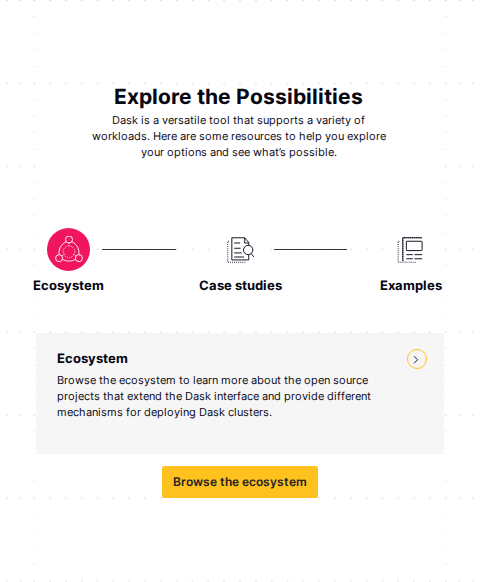 Explore the Possibilities
Dask is a versatile tool that supports a variety of
workloads. Here are some resources to help you explore
your options and see what’s possible.
Ecosystem
Case studies
Examples
Ecosystem
Browse the ecosystem to learn more about the open source
projects that extend the Dask interface and provide different
mechanisms for deploying Dask clusters.
Browse the ecosystem